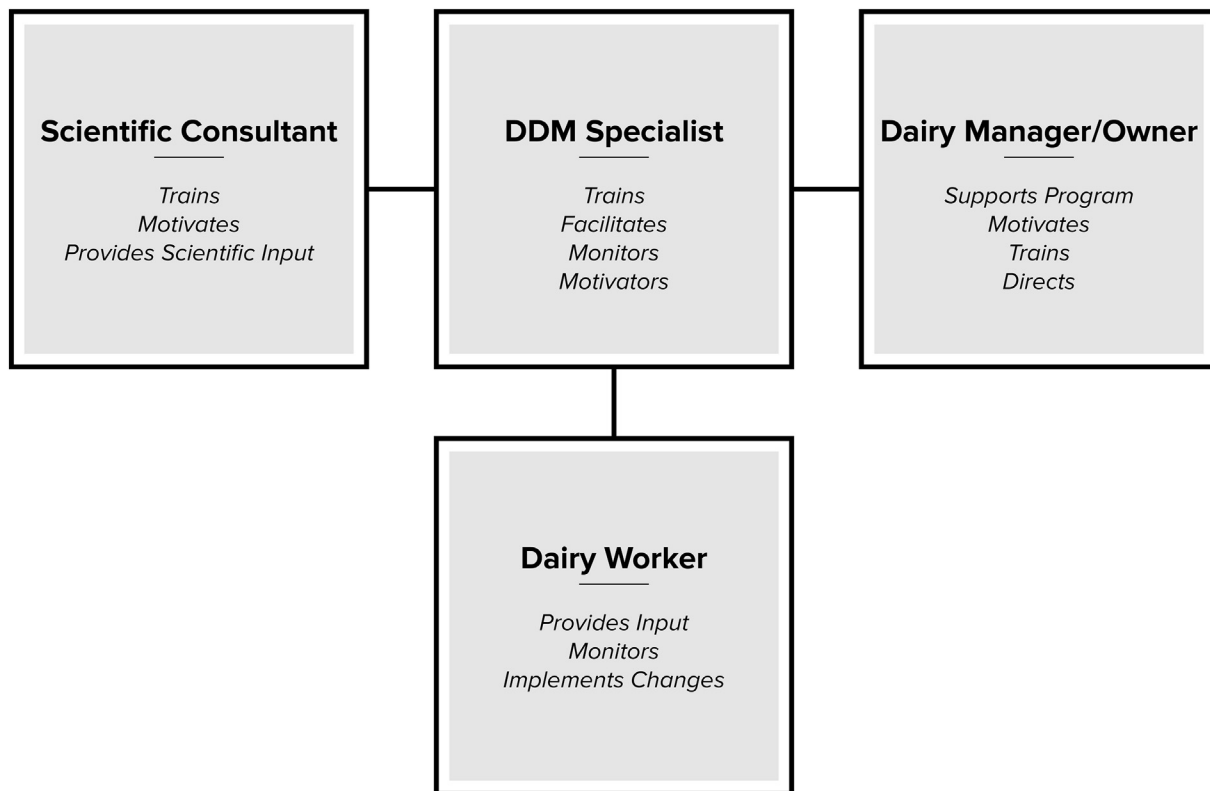 Scientific Consultant
Trains
Motivates
Provides Scientific Input
DDM Specialist
Trains
Facilitates
Monitors
Motivators
Dairy Manager/Owner
Supports Program
Motivates
Trains
Directs
Dairy Worker
Provides Input
Monitors
Implements Changes